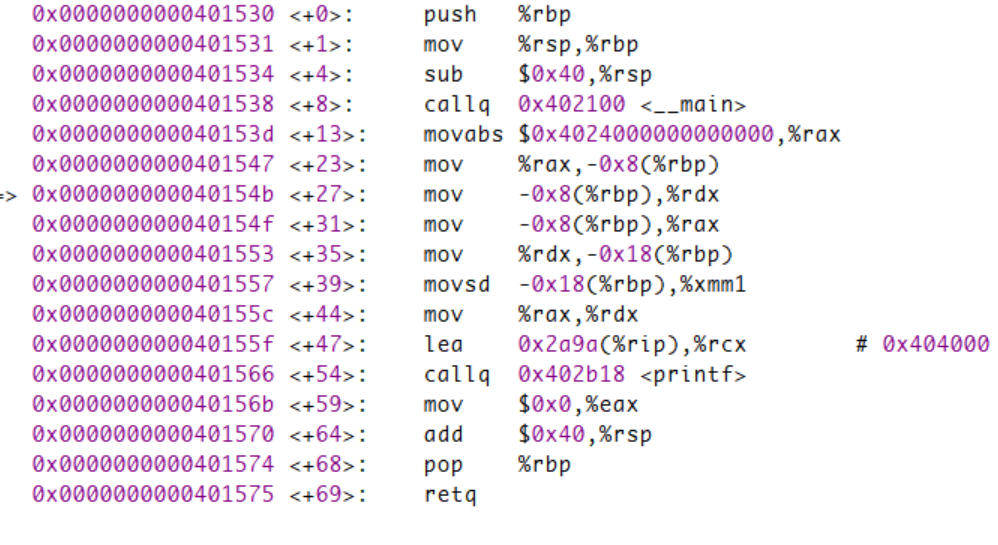 0x0000000000401530 <+0>: push %rbp
0x0000000000401531 <+1>: mov %rsp,%rbp
0x0000000000401534 <+4>: sub $0x40,%rsp
0x0000000000401538 <+8>: callq 0x402100 <__main>
0x000000000040153d <+13>: movabs $0x4024000000000000,%rax
0x0000000000401547 <+23>: mov %rax,-0x8(%rbp)
=> 0x000000000040154b <+27>: mov -0x8(%rbp),%rdx
0x000000000040154f <+31>: mov -0x8(%rbp),%rax
0x0000000000401553 <+35>: mov %rdx,-0x18(%rbp)
0x0000000000401557 <+39>: movsd -0x18(%rbp),%xmm1
0x000000000040155c <+44>: mov %rax,%rdx
0x000000000040155f <+47>: lea 0x2a9a(%rip),%rcx # 0x404000
0x0000000000401566 <+54>: callq 0x402b18 <printf>
0x000000000040156b <+59>: mov $0x0,%eax
0x0000000000401570 <+64>: add $0x40,%rsp
0x0000000000401574 <+68>: pop %rbp
0x0000000000401575 <+69>: retq